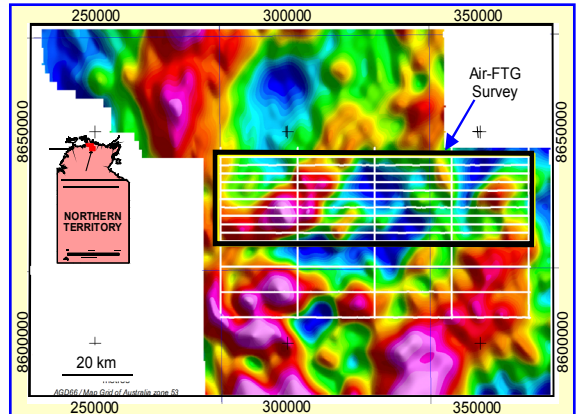 250000 300000 350000
Air-FTG
Survey
8650000
8650000
NORTHERN
TERRITORY
8600000
8600000
20 km
AGD66 / Map Grid of Australia zone 53
250000 300000 350000